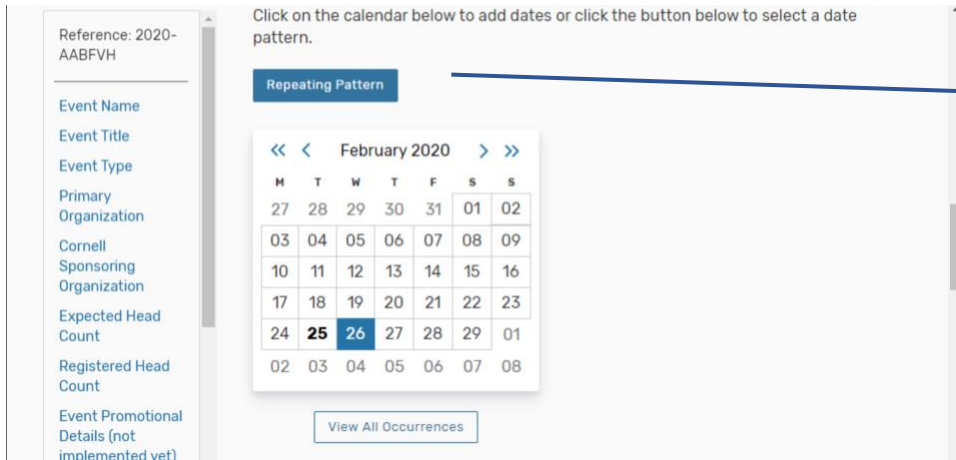 Reference: 2020-
AABFVH
Event Name
Event Title
Event Type
Primary
Organization
Cornell
Sponsoring
Organization
Expected Head
Count
Registered Head
Count
Event Promotional
Details (not
implemented yet)
Click on the calendar below to add dates or click the button below to select a date
pattern.
Repeating Pattern
« < February 2020 > »
M T W T F S S
27 28 29 30 31 01 02
03 04 05 06 07 08 09
10 11 12 13 14 15 16
17 18 19 20 21 22 23
24 25 26 27 28 29 01
02 03 04 05 06 07 08
View All Occurrences